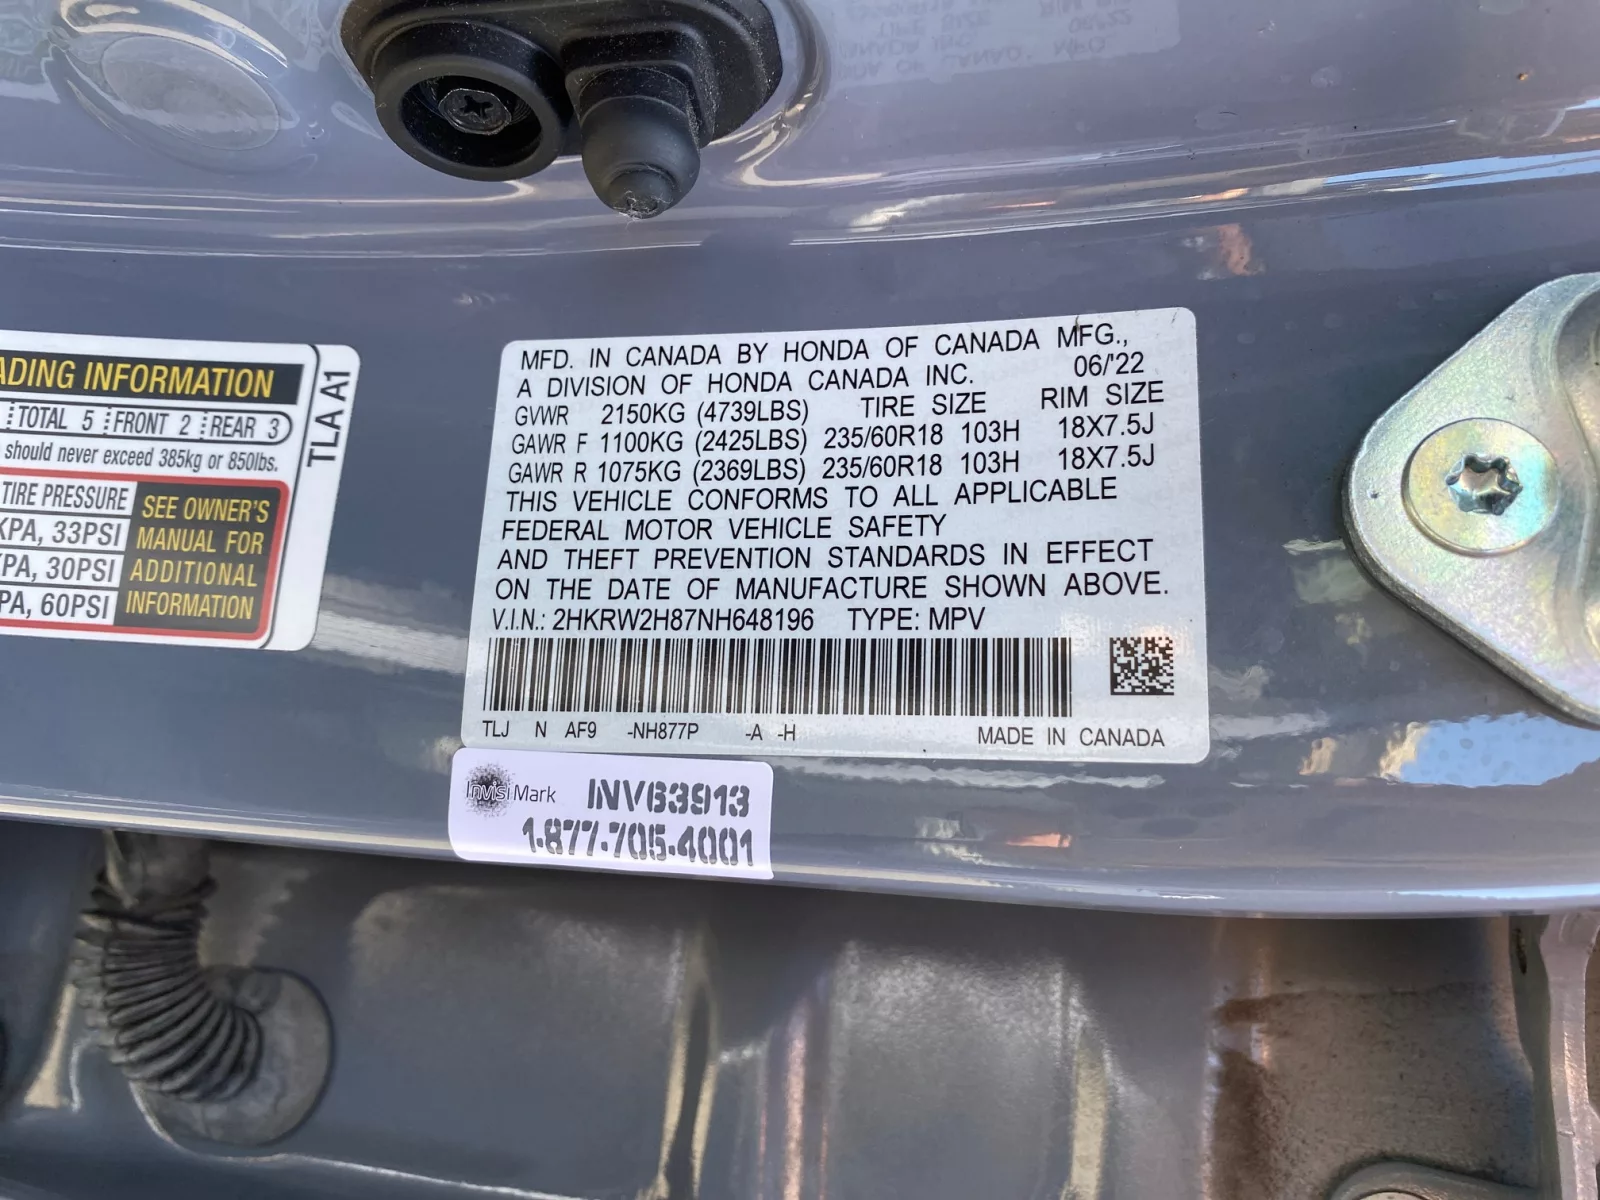 ADING INFORMATION
TOTAL 5 FRONT 2 REAR 3
should never exceed 385kg or 850lbs.
TIRE PRESSURE
KPA, 33PSI
PA, 30PSI
PA, 60PSI
SEE OWNER'S
MANUAL FOR
ADDITIONAL
INFORMATION
TLA A1
MFD. IN CANADA BY HONDA OF CANADA MFG.,
A DIVISION OF HONDA CANADA INC. 06/'22
GVWR 2150KG (4739LBS) TIRE SIZE RIM SIZE
GAWR F 1100KG (2425LBS) 235/60R18 103H 18X7.5J
GAWR R 1075KG (2369LBS) 235/60R18 103H 18X7.5J
THIS VEHICLE CONFORMS TO ALL APPLICABLE
FEDERAL MOTOR VEHICLE SAFETY
AND THEFT PREVENTION STANDARDS IN EFFECT
ON THE DATE OF MANUFACTURE SHOWN ABOVE.
V.I.N.: 2HKRW2H87NH648196 TYPE: MPV
TLJ N AF9 -NH877P -A -H MADE IN CANADA
InvisiMark INV63913
1-877-705-4001